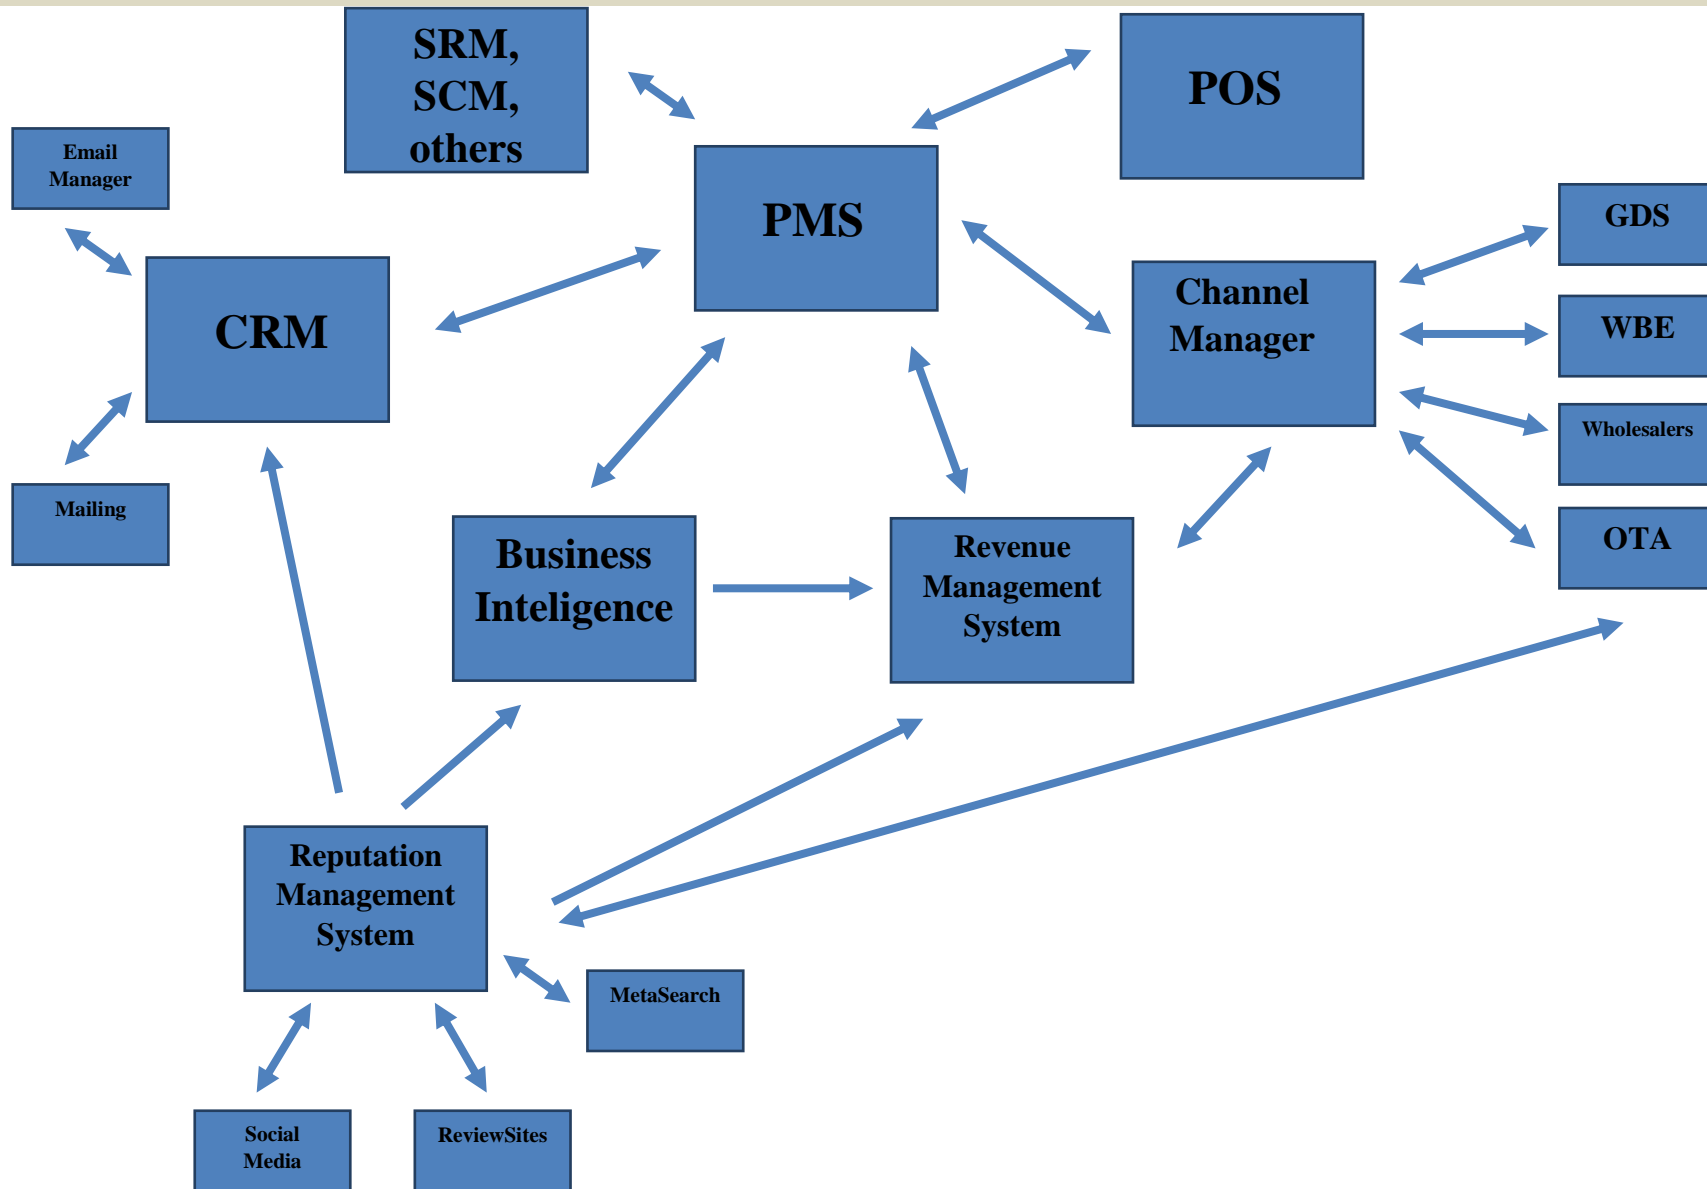 SRM,
SCM,
others
POS
Email
Manager
PMS
GDS
CRM
Channel
Manager
WBE
Wholesalers
Mailing
OTA
Business
Inteligence
Revenue
Management
System
Reputation
Management
System
MetaSearch
Social
Media
ReviewSites